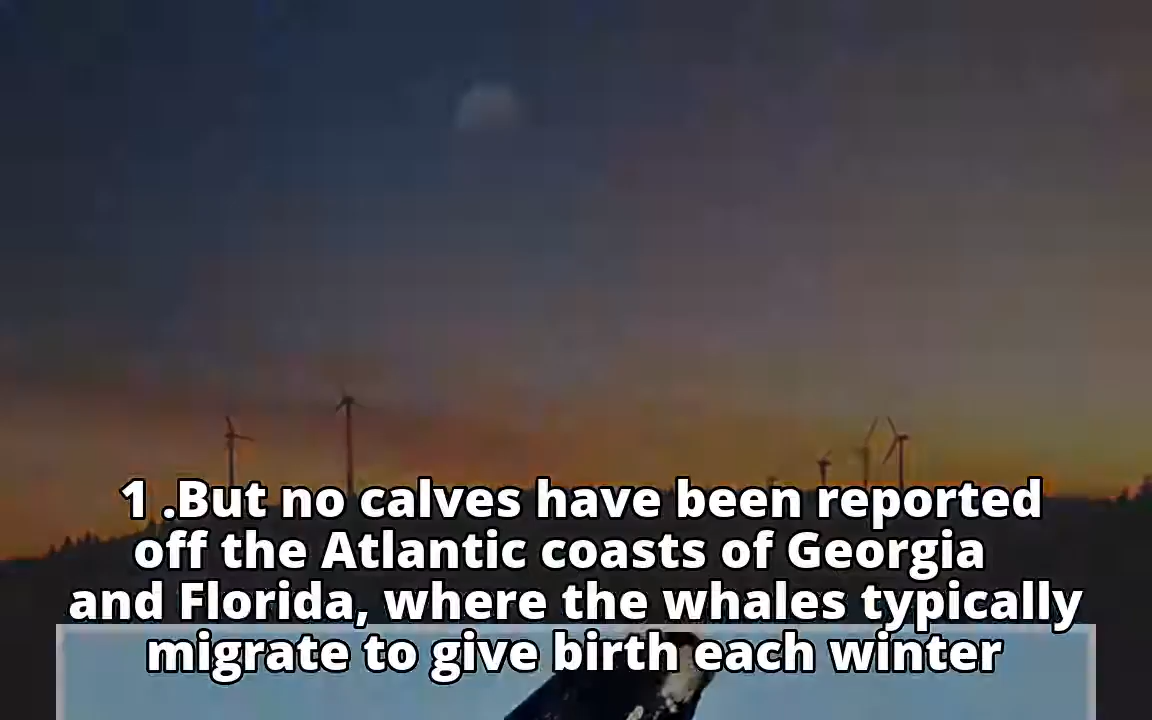 1 .But no calves have been reported
off the Atlantic coasts of Georgia
and Florida, where the whales typically
migrate to give birth each winter